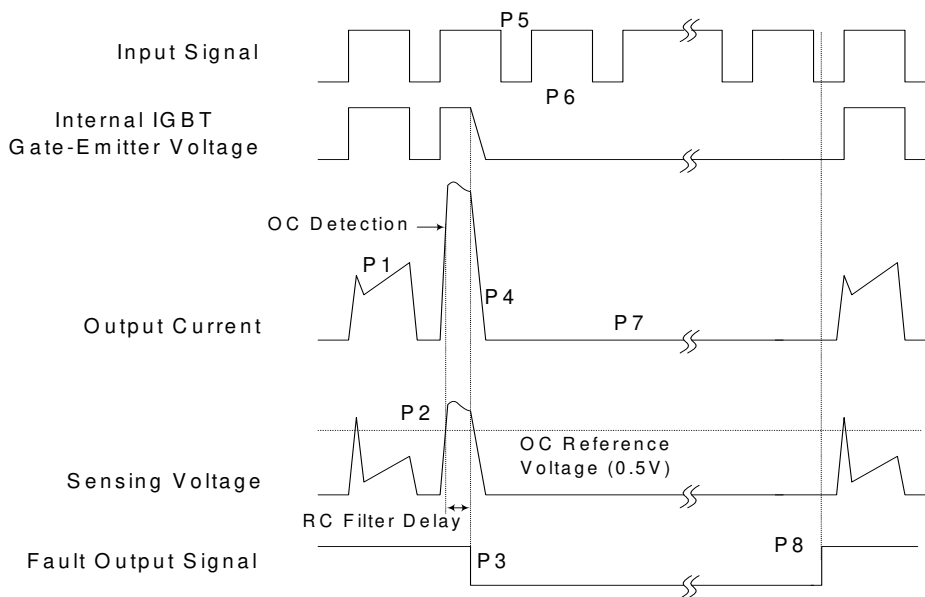 P5
Input Signal
P6
Internal IGBT
Gate-Emitter Voltage
OC Detection
P1
P4
P7
Output Current
P2
OC Reference
Voltage (0.5V)
Sensing Voltage
RC Filter Delay
P3
P8
Fault Output Signal